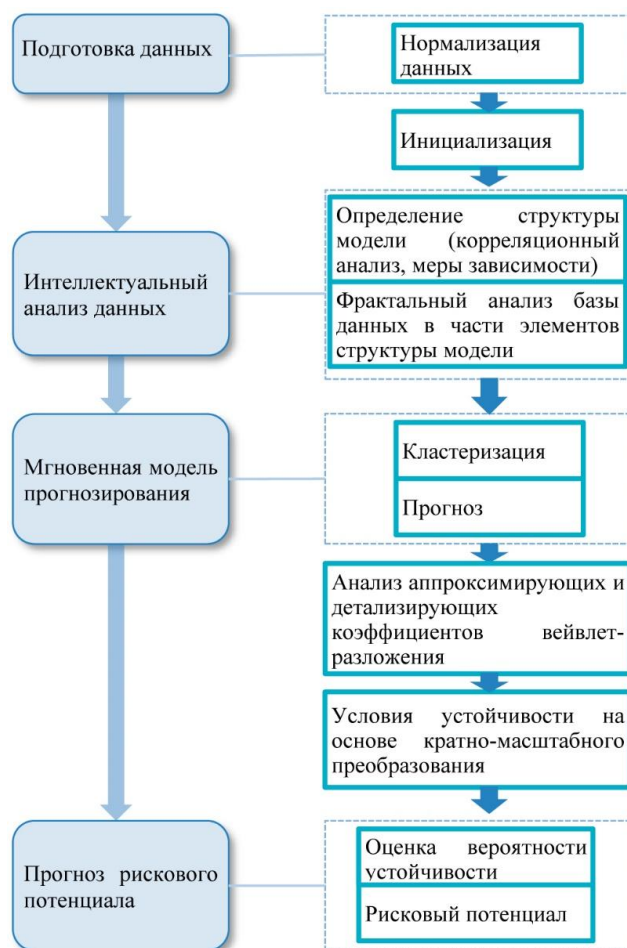 Подготовка данных
Нормализация
данных
Инициализация
Определение структуры
модели (корреляционный
анализ, меры зависимости)
Интеллектуальный
анализ данных
Фрактальный анализ базы
данных в части элементов
структуры модели
Мгновенная модель
прогнозирования
Кластеризация
Прогноз
Анализ аппроксимирующих и
детализирующих
коэффициентов вейвлет-
разложения
Условия устойчивости на
основе кратно-масштабного
преобразования
Прогноз рискового
потенциала
Оценка вероятности
устойчивости
Рисковый потенциал